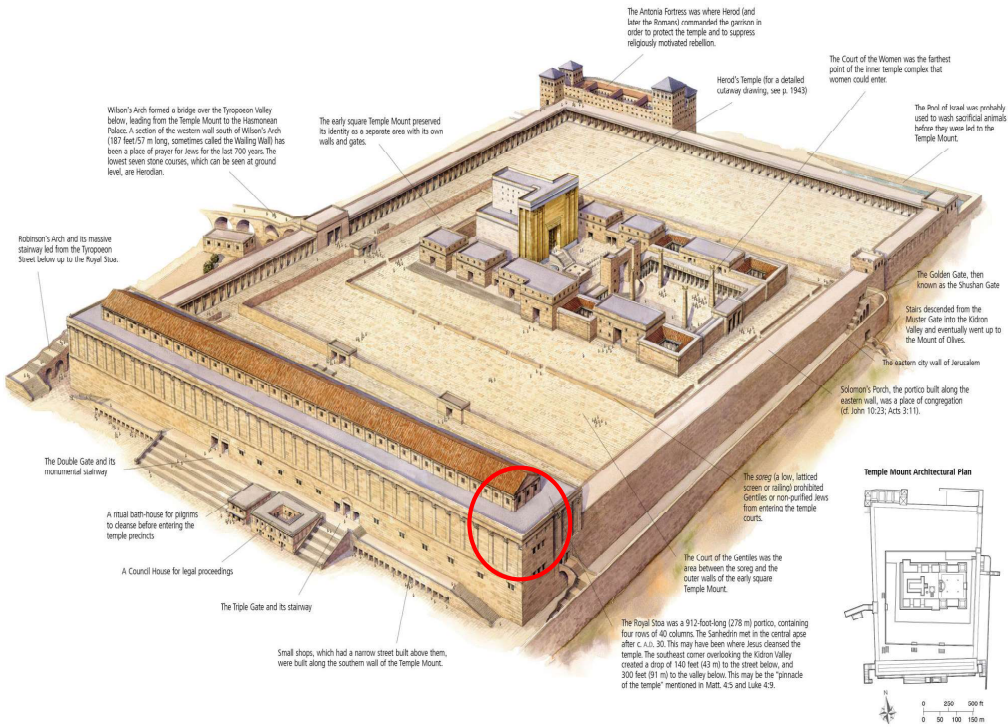 The Antonia Fortress was where Herod (and
later the Romans) commanded the garrison in
order to protect the temple and to suppress
religiously motivated rebellion.
The Court of the Women was the farthest
point of the inner temple complex that
women could enter.
Herod's Temple (for a detailed
cutaway drawing, see p. 1943)
The Pool of Israel was probably
used to wash sacrificial animals
before they were led to the
Temple Mount.
Wilson's Arch formed a bridge over the Tyropoeon Valley
below, leading from the Temple Mount to the Hasmonean
Palace. A section of the western wall south of Wilson's Arch
(187 feet/57 m long, sometimes called the Wailing Wall) has
been a place of prayer for Jews for the last 700 years. The
lowest seven stone courses, which can be seen at ground
level, are Herodian.
The early square Temple Mount preserved
its identity as a separate area with its own
walls and gates.
Robinson's Arch and its massive
stairway led from the Tyropoeon
Street below up to the Royal Stoa.
The Golden Gate, then
known as the Shushan Gate
Stairs descended from the
Muster Gate into the Kidron
Valley and eventually went up to
the Mount of Olives.
The eastern city wall of Jerusalem
Solomon's Porch, the portico built along the
eastern wall, was a place of congregation
(cf. John 10:23; Acts 3:11).
The Double Gate and its
monumental stairway
A ritual bath-house for pilgrims
to cleanse before entering the
temple precincts
A Council House for legal proceedings
The Triple Gate and its stairway
Small shops, which had a narrow street built above them,
were built along the southern wall of the Temple Mount.
The soreg (a low, latticed
screen or railing) prohibited
Gentiles or non-purified Jews
from entering the temple
courts.
The Court of the Gentiles was the
area between the soreg and the
outer walls of the early square
Temple Mount.
The Royal Stoa was a 912-foot-long (278 m) portico, containing
four rows of 40 columns. The Sanhedrin met in the central apse
after c. A.D. 30. This may have been where Jesus cleansed the
temple. The southeast corner overlooking the Kidron Valley
created a drop of 140 feet (43 m) to the street below, and
300 feet (91 m) to the valley below. This may be the "pinnacle
of the temple" mentioned in Matt. 4:5 and Luke 4:9.
Temple Mount Architectural Plan
N
0 250 500 ft
0 50 100 150 m